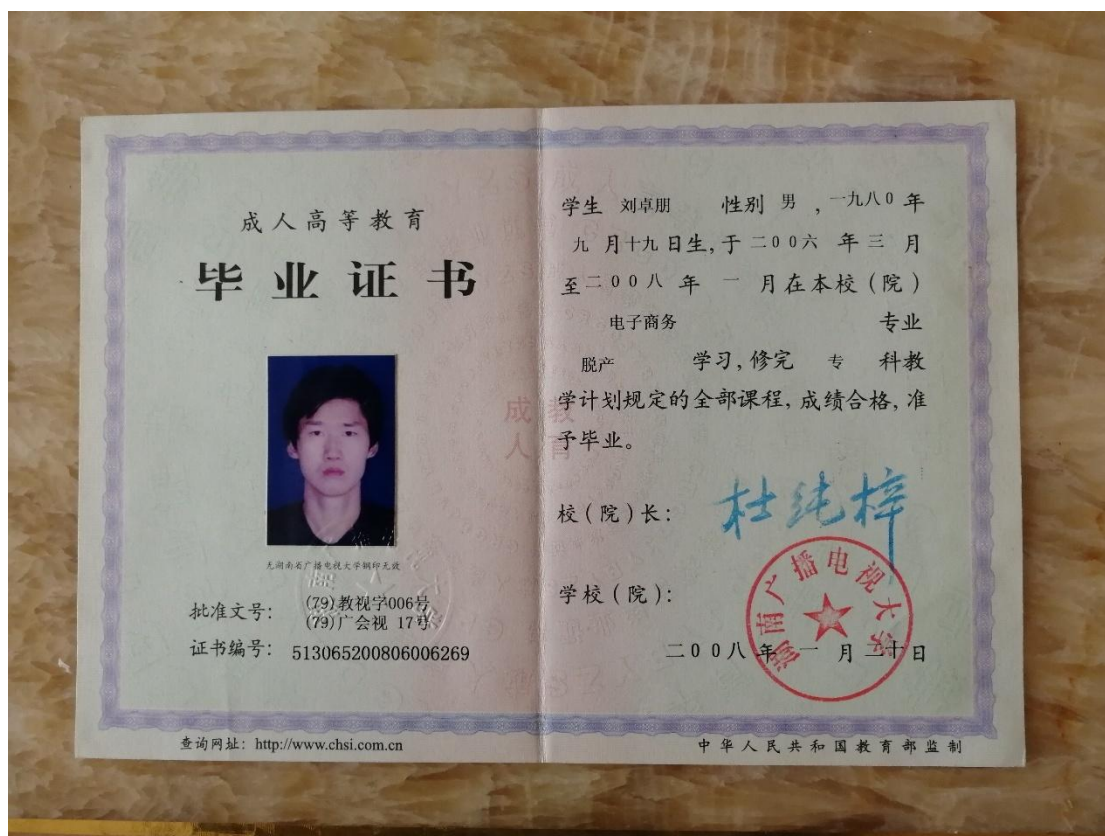 成人高等教育
毕业证书
无湖南省广播电视大学钢印无效
批准文号： (79)教视字006号
(79)广会视 17号
证书编号： 513065200806006269
查询网址：http://www.chsi.com.cn
学生 刘卓朋 性别 男 ，一九八0 年
九 月十九日生,于二00六 年 三 月
至二00八 年 一 月在本校(院)
电子商务 专业
脱产 学习,修完 专 科教
学计划规定的全部课程,成绩合格,准
予毕业。
成教
人育
校(院)长： 杜纯梓
学校(院)：
湖南广播电视大学
二00八 年 一 月 二十日
中华人民共和国教育部监制